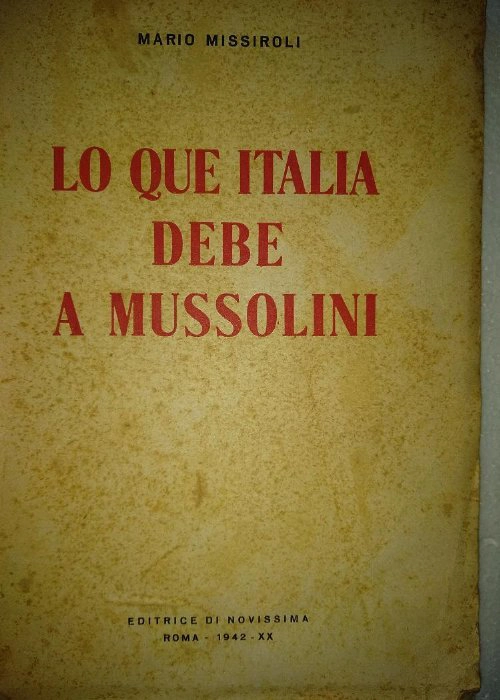 MARIO MISSIROLI
LO QUE ITALIA
DEBE
A MUSSOLINI
EDITRICE DI NOVISSIMA
ROMA - 1942 - XX